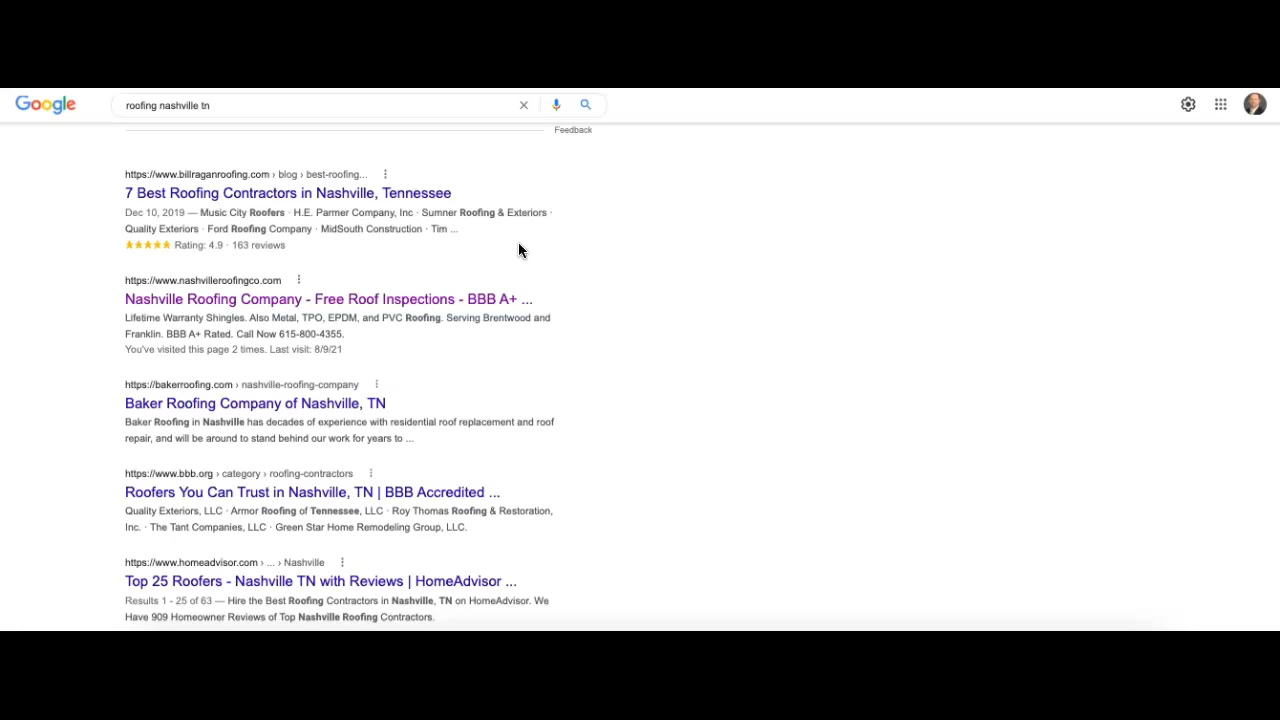 Google
roofing nashville tn
Feedback
https://www.billraganroofing.com › blog › best-roofing...
7 Best Roofing Contractors in Nashville, Tennessee
Dec 10, 2019 — Music City Roofers · H.E. Parmer Company, Inc · Sumner Roofing & Exteriors ·
Quality Exteriors · Ford Roofing Company · MidSouth Construction · Tim ...
Rating: 4.9 · 163 reviews
https://www.nashvilleroofingco.com
Nashville Roofing Company - Free Roof Inspections - BBB A+ ...
Lifetime Warranty Shingles. Also Metal, TPO, EPDM, and PVC Roofing. Serving Brentwood and
Franklin. BBB A+ Rated. Call Now 615-800-4355.
You've visited this page 2 times. Last visit: 8/9/21
https://bakerroofing.com › nashville-roofing-company
Baker Roofing Company of Nashville, TN
Baker Roofing in Nashville has decades of experience with residential roof replacement and roof
repair, and will be around to stand behind our work for years to ...
https://www.bbb.org › category › roofing-contractors
Roofers You Can Trust in Nashville, TN | BBB Accredited ...
Quality Exteriors, LLC · Armor Roofing of Tennessee, LLC · Roy Thomas Roofing & Restoration,
Inc. · The Tant Companies, LLC · Green Star Home Remodeling Group, LLC.
https://www.homeadvisor.com › ... › Nashville
Top 25 Roofers - Nashville TN with Reviews | HomeAdvisor ...
Results 1 - 25 of 63 — Hire the Best Roofing Contractors in Nashville, TN on HomeAdvisor. We
Have 909 Homeowner Reviews of Top Nashville Roofing Contractors.